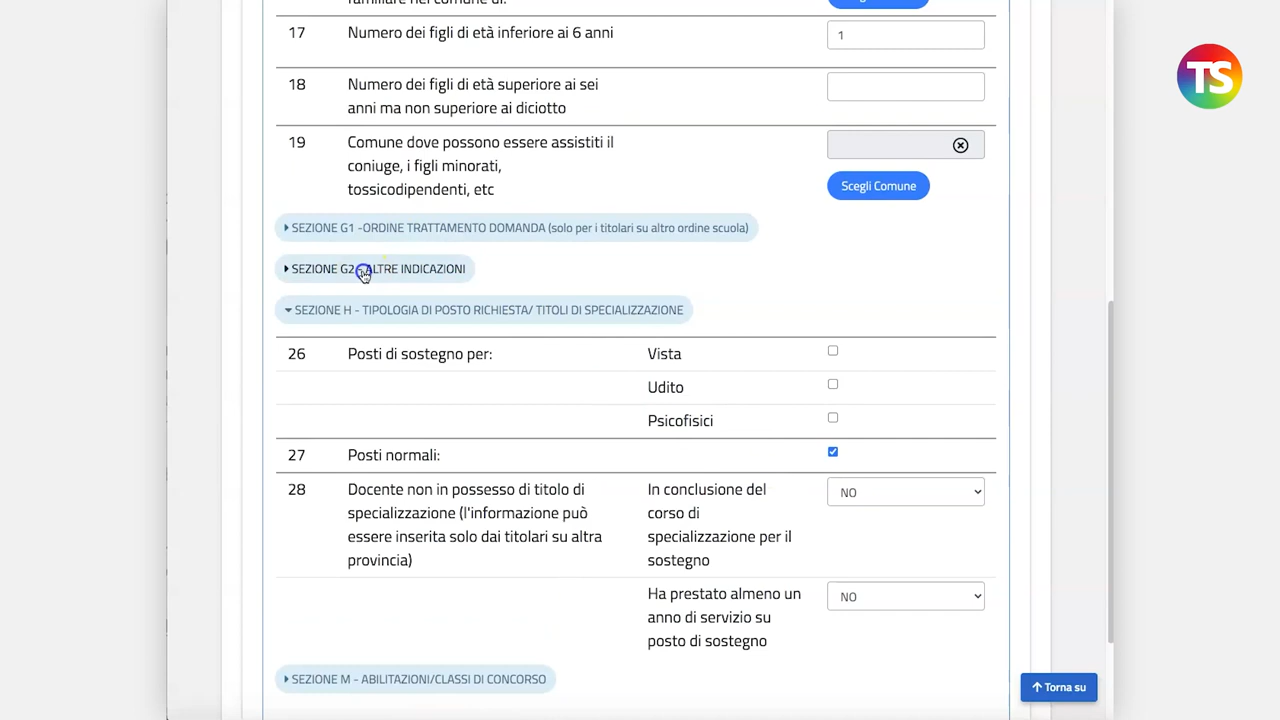 familiare nel comune di:
17 Numero dei figli di età inferiore ai 6 anni 1
18 Numero dei figli di età superiore ai sei
anni ma non superiore ai diciotto
19 Comune dove possono essere assistiti il
coniuge, i figli minorati,
tossicodipendenti, etc
Scegli Comune
SEZIONE G1 -ORDINE TRATTAMENTO DOMANDA (solo per i titolari su altro ordine scuola)
SEZIONE G2 - ALTRE INDICAZIONI
SEZIONE H - TIPOLOGIA DI POSTO RICHIESTA/ TITOLI DI SPECIALIZZAZIONE
26 Posti di sostegno per: Vista
Udito
Psicofisici
27 Posti normali:
28 Docente non in possesso di titolo di
specializzazione (l'informazione può
essere inserita solo dai titolari su altra
provincia)
In conclusione del
corso di
specializzazione per il
sostegno
NO
Ha prestato almeno un
anno di servizio su
posto di sostegno
NO
SEZIONE M - ABILITAZIONI/CLASSI DI CONCORSO
Torna su
TS